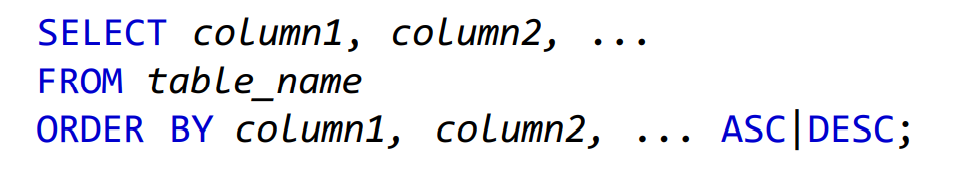 SELECT column1, column2, ...
FROM table_name
ORDER BY column1, column2, ... ASC|DESC;